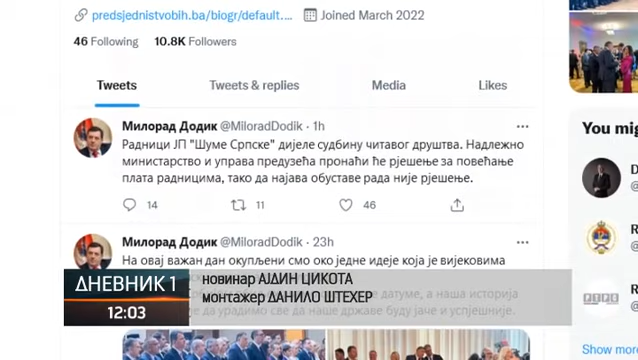 predsjednistvobih.ba/biogr/default.... Joined March 2022
46 Following 10.8K Followers
Tweets Tweets & replies Media Likes
Милорад Додик @MiloradDodik · 1h
Радници ЈП "Шуме Српске" дијеле судбину читавог друштва. Надлежно
министарство и управа предузећа пронаћи ће рјешење за повећање
плата радницима, тако да најава обуставе рада није рјешење.
14 11 46
Милорад Додик @MiloradDodik · 23h
На овај важан дан окупљени смо око једне идеје која је вијековима
датуме, а наша историја
да урадимо све да наше државе буду јаче и успјешније.
ДНЕВНИК 1
12:03
новинар АЈДИН ЦИКОТА
монтажер ДАНИЛО ШТЕХЕР
You mig
D
@
R
@
R
@
Show more